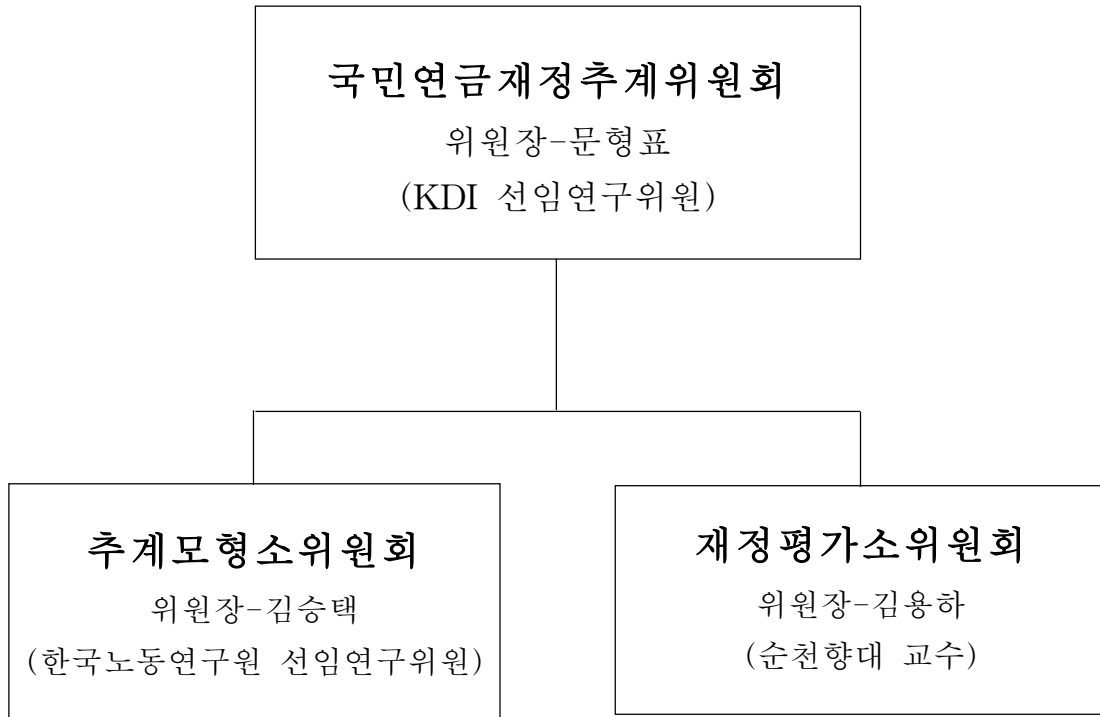 국민연금재정추계위원회
위원장-문형표
(KDI 선임연구위원)
추계모형소위원회
위원장-김승택
(한국노동연구원 선임연구위원)
재정평가소위원회
위원장-김용하
(순천향대 교수)